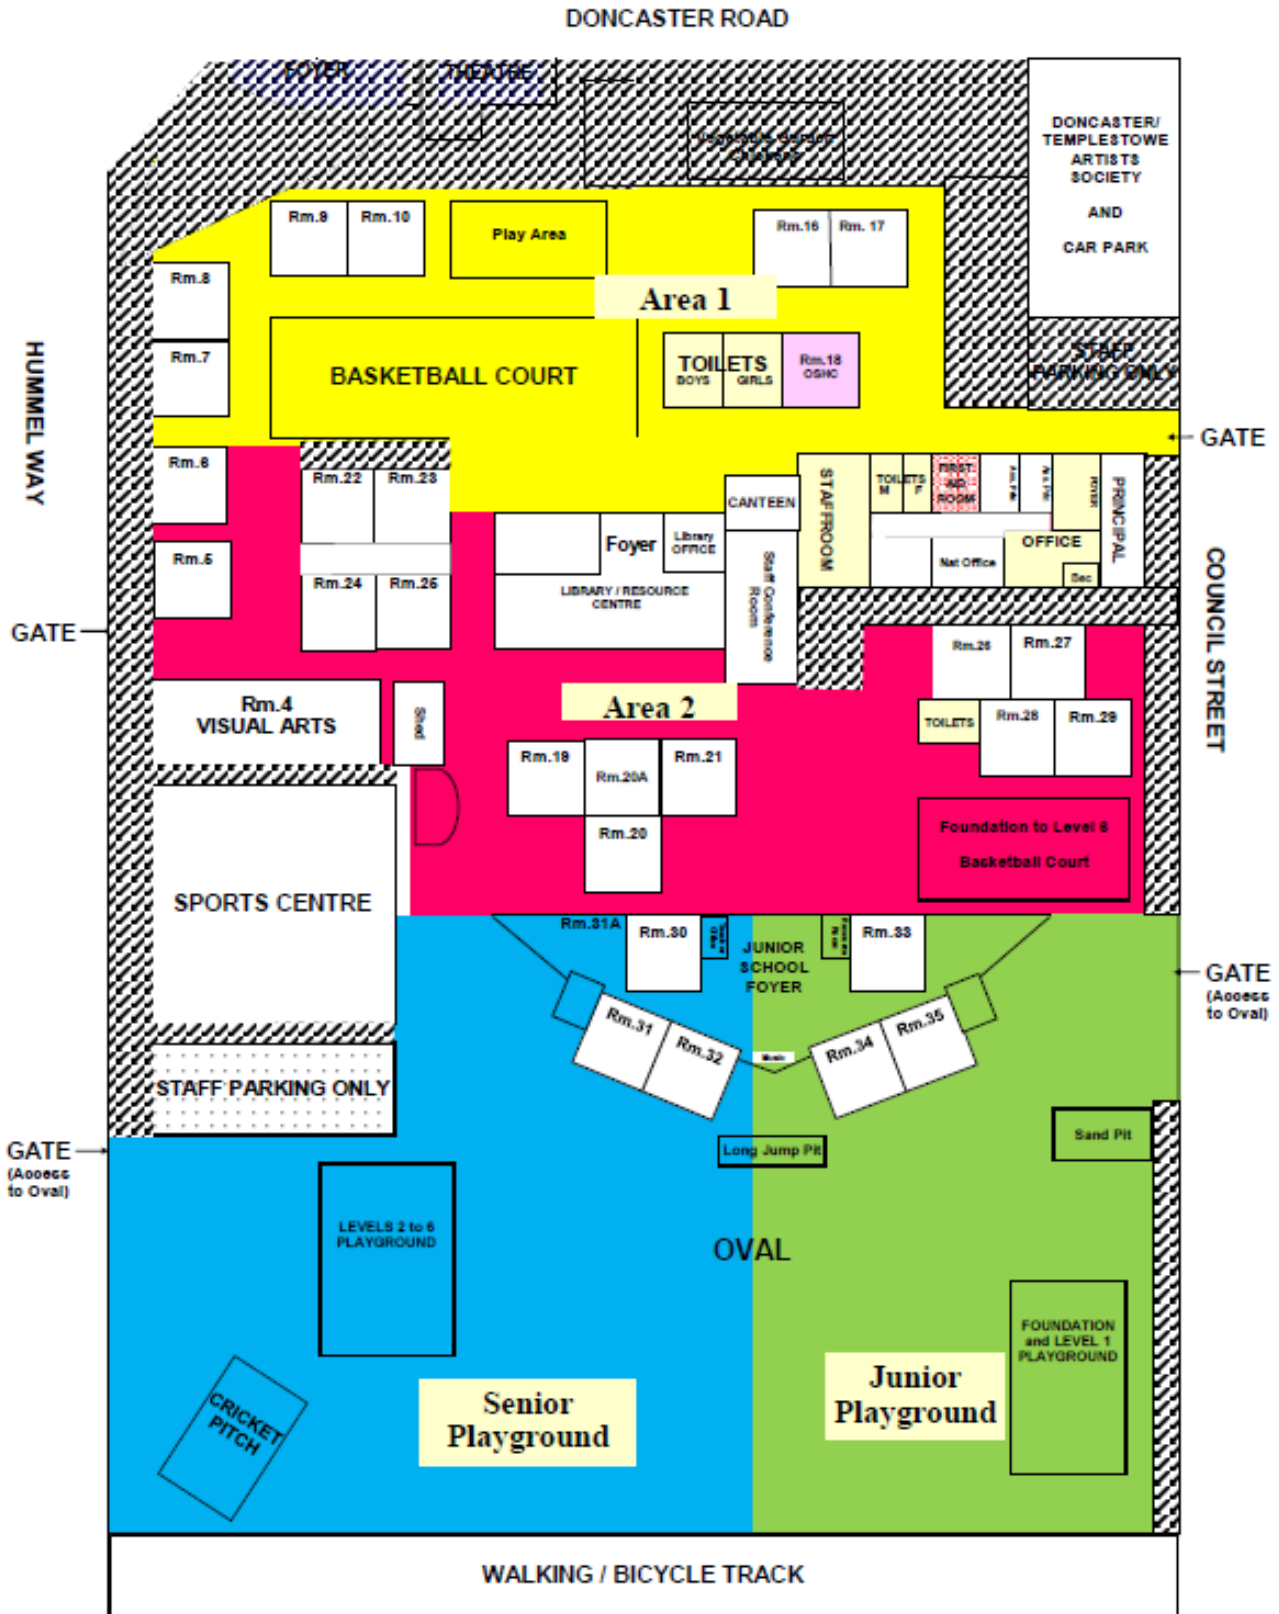 DONCASTER ROAD
FOYER
THEATRE
Vegetable Garden
Chickens
DONCASTER/
TEMPLESTOWE
ARTISTS
SOCIETY
AND
CAR PARK
Rm.9
Rm.10
Play Area
Rm.16
Rm. 17
Rm.8
Area 1
HUMMEL WAY
Rm.7
BASKETBALL COURT
TOILETS
BOYS
GIRLS
Rm.18
OSHC
STAFF
PARKING ONLY
GATE
Rm.6
Rm.22
Rm.23
CANTEEN
STAFFROOM
TOILETS
M
F
FIRST
AID
ROOM
FOYER
PRINCIPAL
Rm.5
Foyer
Library
OFFICE
OFFICE
Nat Office
Rm.24
Rm.25
LIBRARY / RESOURCE
CENTRE
Staff Conference
Room
COUNCIL STREET
GATE
Rm.26
Rm.27
Rm.4
VISUAL ARTS
Shed
Area 2
TOILETS
Rm.28
Rm.29
Rm.19
Rm.20A
Rm.21
Rm.20
Foundation to Level 6
Basketball Court
SPORTS CENTRE
Rm.31A
Rm.30
JUNIOR
SCHOOL
FOYER
Rm.33
GATE
(Access
to Oval)
Rm.31
Rm.32
Music
Rm.34
Rm.35
STAFF PARKING ONLY
GATE
(Access
to Oval)
Long Jump Pit
Sand Pit
LEVELS 2 to 6
PLAYGROUND
OVAL
FOUNDATION
and LEVEL 1
PLAYGROUND
CRICKET
PITCH
Senior
Playground
Junior
Playground
WALKING / BICYCLE TRACK